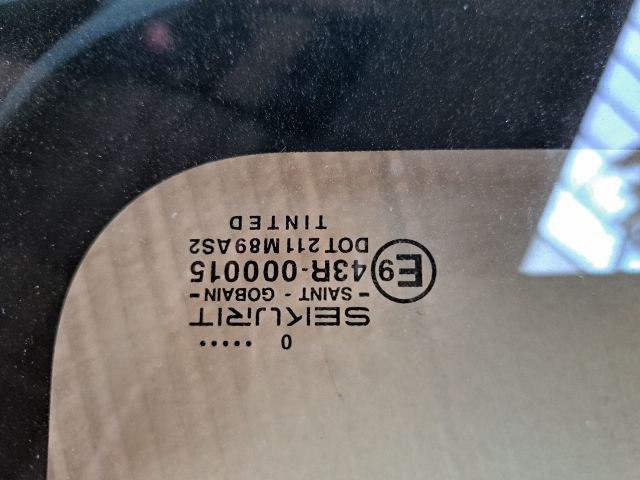 SEKURIT
- SAINT - GOBAIN -
E9 43R-000015
DOT211M89AS2
TINTED
0 .....